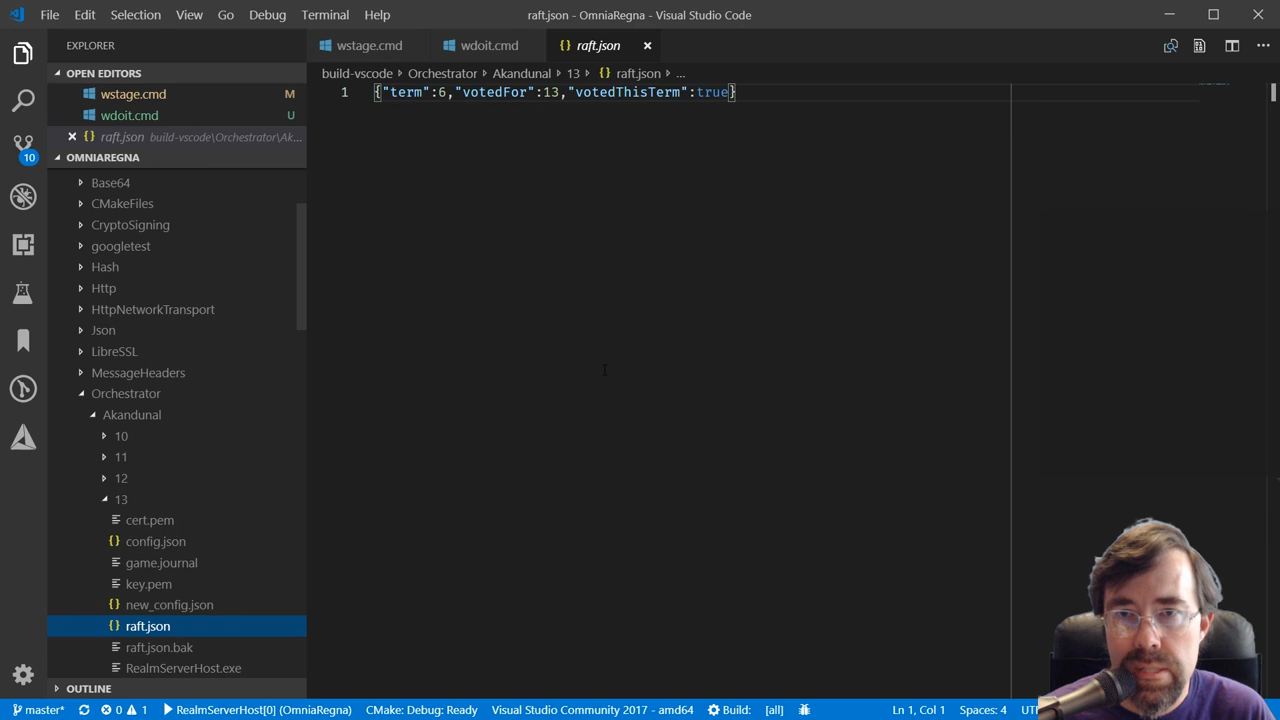 File Edit Selection View Go Debug Terminal Help
raft.json - OmniaRegna - Visual Studio Code
EXPLORER
wstage.cmd
wdoit.cmd
raft.json
OPEN EDITORS
wstage.cmd M
wdoit.cmd U
raft.json build-vscode\Orchestrator\Ak...
build-vscode Orchestrator Akandunal 13 raft.json ...
1 {"term":6,"votedFor":13,"votedThisTerm":true}
10
OMNIAREGNA
Base64
CMakeFiles
CryptoSigning
googletest
Hash
Http
HttpNetworkTransport
Json
LibreSSL
MessageHeaders
Orchestrator
Akandunal
10
11
12
13
cert.pem
config.json
game.journal
key.pem
new_config.json
raft.json
raft.json.bak
RealmServerHost.exe
OUTLINE
master* 0 1 RealmServerHost[0] (OmniaRegna) CMake: Debug: Ready Visual Studio Community 2017 - amd64 Build: [all] Ln 1, Col 1 Spaces: 4 UT